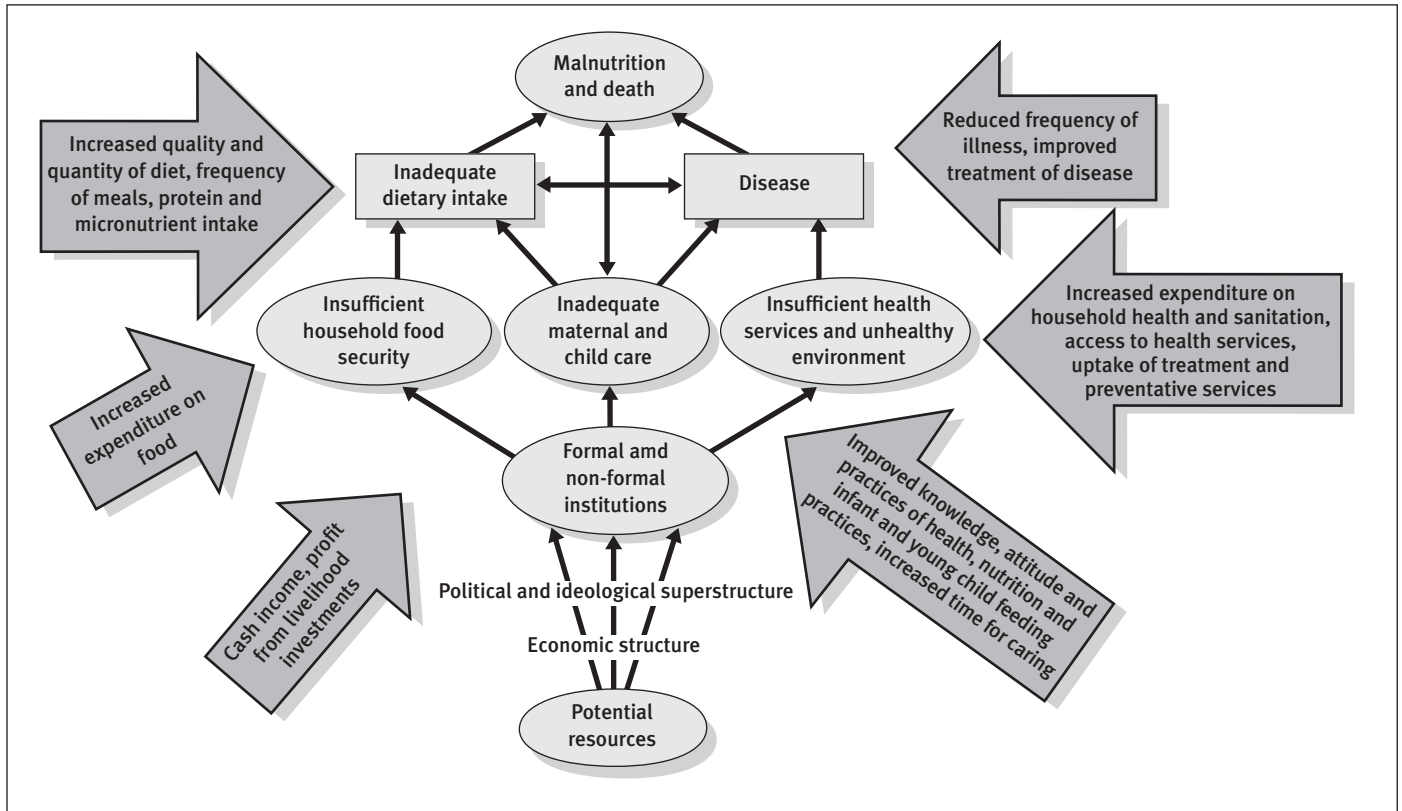 Malnutrition
and death
Increased quality and
quantity of diet, frequency
of meals, protein and
micronutrient intake
Reduced frequency of
illness, improved
treatment of disease
Inadequate
dietary intake
Disease
Insufficient
household food
security
Inadequate
maternal and
child care
Insufficient health
services and unhealthy
environment
Increased expenditure on
household health and sanitation,
access to health services,
uptake of treatment and
preventative services
Increased
expenditure on
food
Formal amd
non-formal
institutions
Improved knowledge, attitude and
practices of health, nutrition and
infant and young child feeding
practices, increased time for caring
Cash income, profit
from livelihood
investments
Political and ideological superstructure
Economic structure
Potential
resources